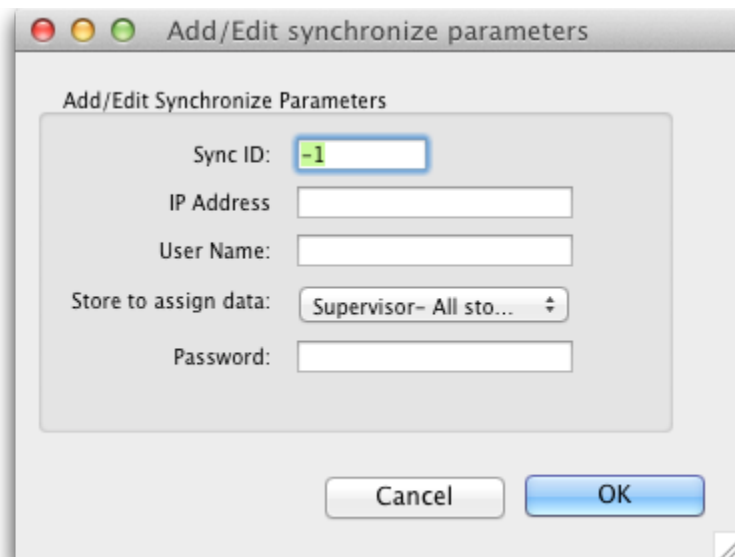 Add/Edit synchronize parameters
Add/Edit Synchronize Parameters
Sync ID: -1
IP Address
User Name:
Store to assign data: Supervisor- All sto...
Password:
Cancel OK